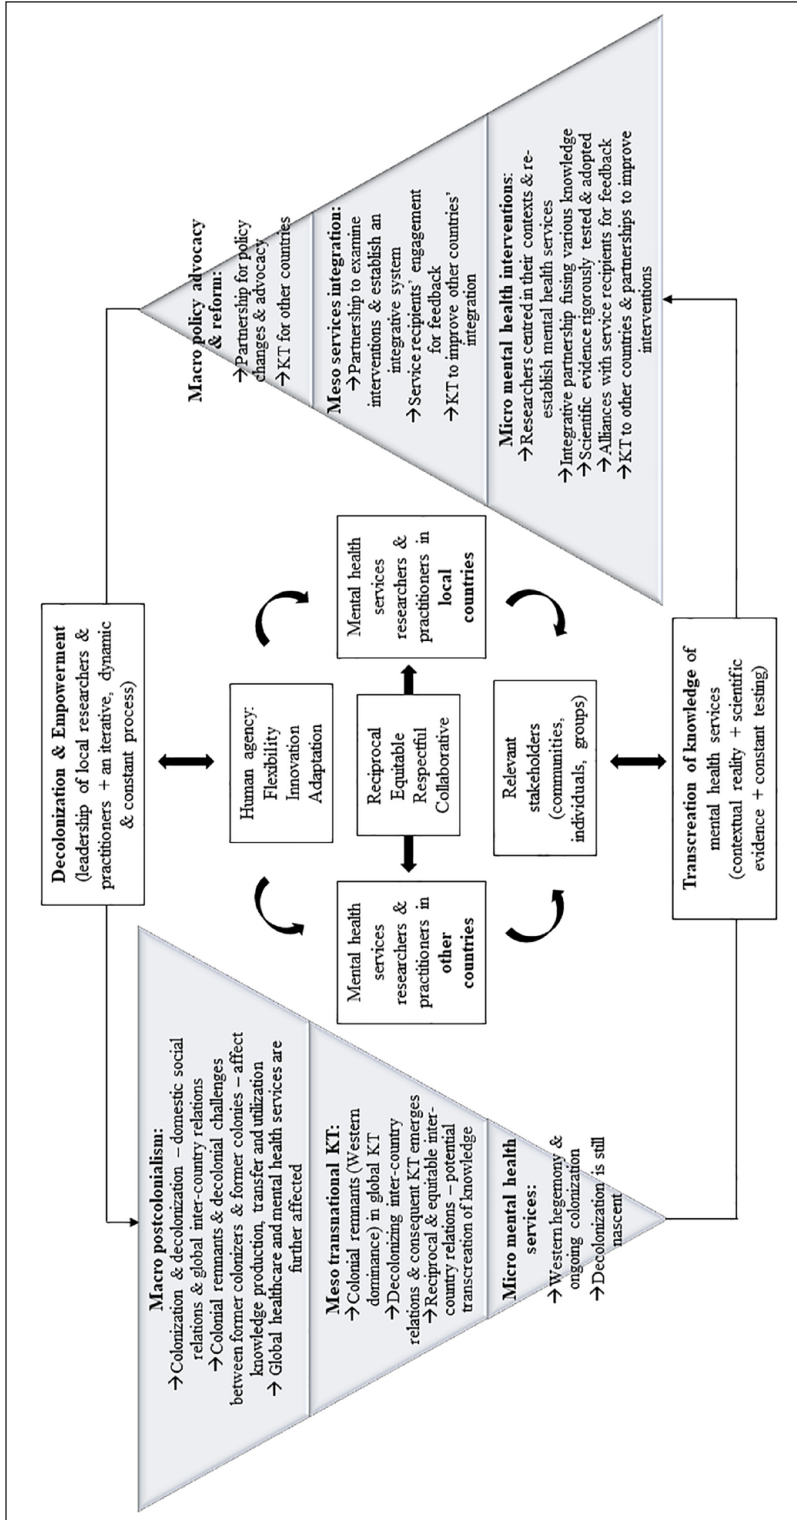 Decolonization & Empowerment
(leadership of local researchers &
practitioners + an iterative, dynamic
& constant process)
Macro postcolonialism:
→Colonization & decolonization – domestic social
relations & global inter-country relations
→Colonial remnants & decolonial challenges
between former colonizers & former colonies – affect
knowledge production, transfer and utilization
→Global healthcare and mental health services are
further affected
Meso transnational KT:
→Colonial remnants (Western
dominance) in global KT
→Decolonizing inter-country
relations & consequent KT emerges
→Reciprocal & equitable inter-
country relations – potential
transcreation of knowledge
Micro mental health
services:
→Western hegemony &
ongoing colonization
→Decolonization is still
nascent
Human agency:
Flexibility
Innovation
Adaptation
Mental health
services
researchers &
practitioners in
other
countries
Reciprocal
Equitable
Respectful
Collaborative
Mental health
services
researchers &
practitioners in
local
countries
Relevant
stakeholders
(communities,
individuals, groups)
Macro policy advocacy
& reform:
→Partnership for policy
changes & advocacy
→KT for other countries
Meso services integration:
→Partnership to examine
interventions & establish an
integrative system
→Service recipients’ engagement
for feedback
→KT to improve other countries’
integration
Micro mental health interventions:
→Researchers centred in their contexts & re-
establish mental health services
→Integrative partnership fusing various knowledge
→Scientific evidence rigorously tested & adopted
→Alliances with service recipients for feedback
→KT to other countries & partnerships to improve
interventions
Transcreation of knowledge of
mental health services
(contextual reality + scientific
evidence + constant testing)